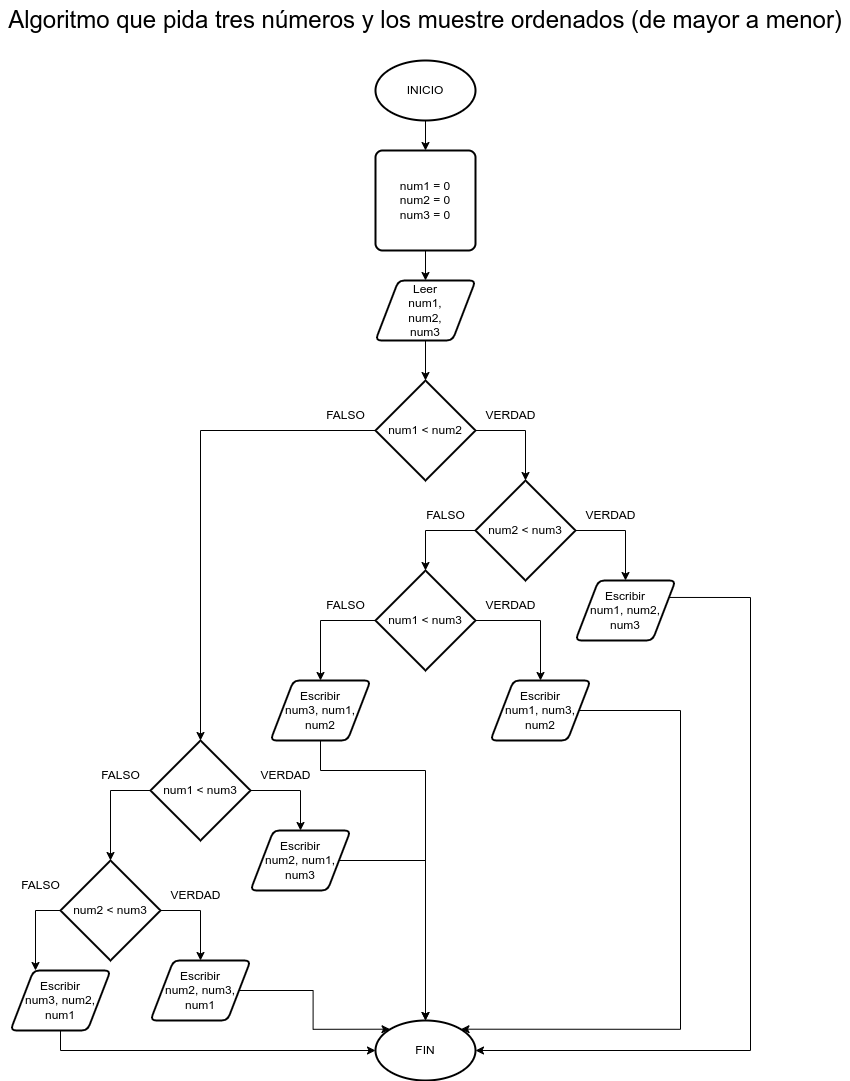 Algoritmo que pida tres números y los muestre ordenados (de mayor a menor)
INICIO
num1 = 0
num2 = 0
num3 = 0
Leer
num1,
num2,
num3
num1 < num2
FALSO
VERDAD
num2 < num3
FALSO
VERDAD
Escribir
num1, num2,
num3
num1 < num3
FALSO
VERDAD
Escribir
num3, num1,
num2
Escribir
num1, num3,
num2
num1 < num3
FALSO
VERDAD
Escribir
num2, num1,
num3
num2 < num3
FALSO
VERDAD
Escribir
num3, num2,
num1
Escribir
num2, num3,
num1
FIN